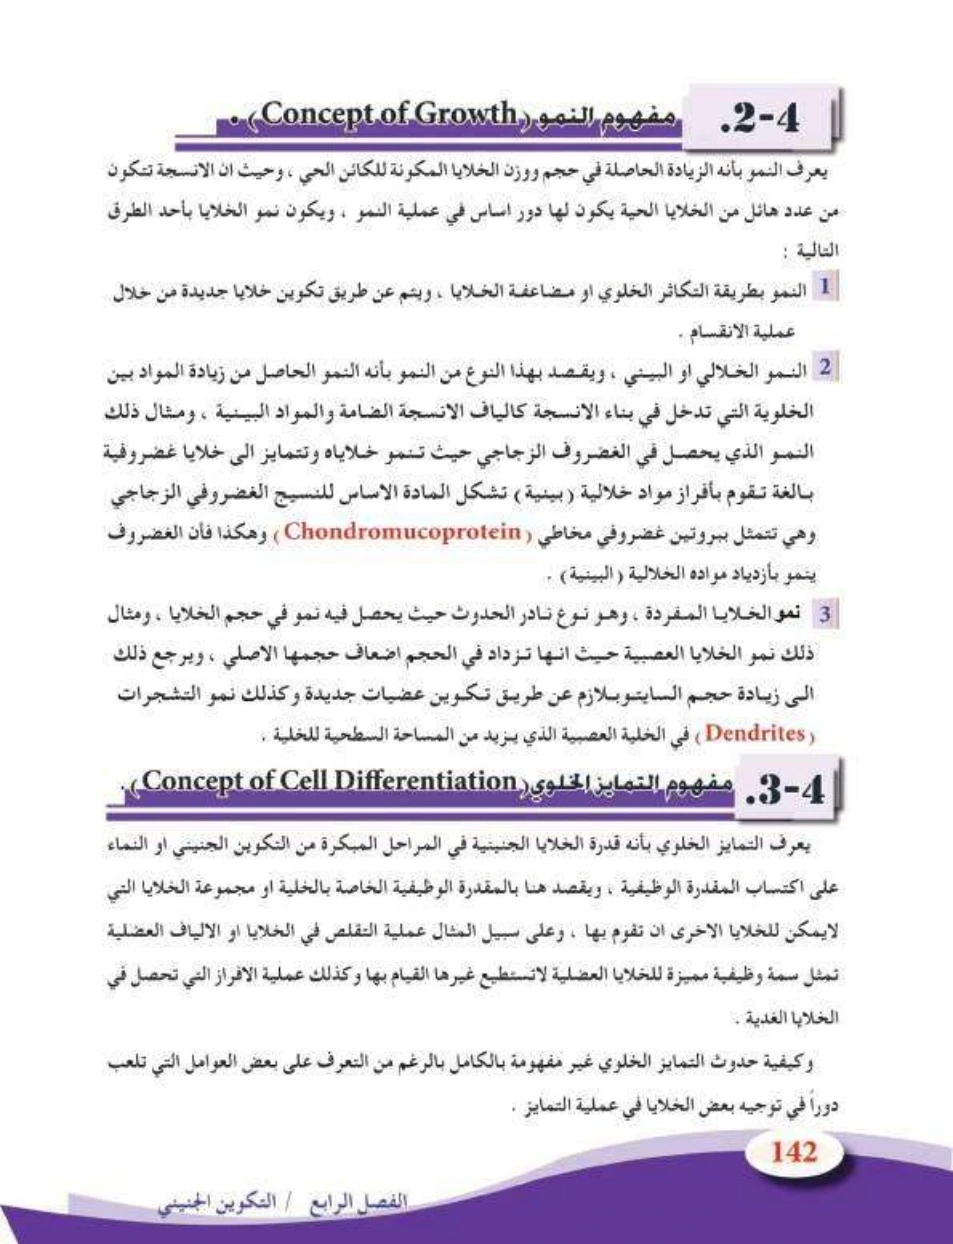 4-2. مفهوم النمو (Concept of Growth) .
يعرف النمو بأنه الزيادة الحاصلة في حجم ووزن الخلايا المكونة للكائن الحي ، وحيث ان الانسجة تتكون
من عدد هائل من الخلايا الحية يكون لها دور اساس في عملية النمو ، ويكون نمو الخلايا بأحد الطرق
التالية :
1 النمو بطريقة التكاثر الخلوي او مضاعفة الخلايا ، ويتم عن طريق تكوين خلايا جديدة من خلال
عملية الانقسام .
2 النمو الخلالي او البيني ، ويقصد بهذا النوع من النمو بأنه النمو الحاصل من زيادة المواد بين
الخلوية التي تدخل في بناء الانسجة كالياف الانسجة الضامة والمواد البينية ، ومثال ذلك
النمو الذي يحصل في الغضروف الزجاجي حيث تنمو خلاياه وتتمايز الى خلايا غضروفية
بالغة تقوم بأفراز مواد خلالية (بينية) تشكل المادة الاساس للنسيج الغضروفي الزجاجي
وهي تتمثل ببروتين غضروفي مخاطي (Chondromucoprotein) وهكذا فأن الغضروف
ينمو بأزدياد مواده الخلالية (البينية) .
3 نمو الخلايا المفردة ، وهو نوع نادر الحدوث حيث يحصل فيه نمو في حجم الخلايا ، ومثال
ذلك نمو الخلايا العصبية حيث انها تزداد في الحجم اضعاف حجمها الاصلي ، ويرجع ذلك
الى زيادة حجم السايتوبلازم عن طريق تكوين عضيات جديدة وكذلك نمو التشجرات
(Dendrites) في الخلية العصبية الذي يزيد من المساحة السطحية للخلية .
4-3. مفهوم التمايز الخلوي (Concept of Cell Differentiation) .
يعرف التمايز الخلوي بأنه قدرة الخلايا الجنينية في المراحل المبكرة من التكوين الجنيني او النماء
على اكتساب المقدرة الوظيفية ، ويقصد هنا بالمقدرة الوظيفية الخاصة بالخلية او مجموعة الخلايا التي
لايمكن للخلايا الاخرى ان تقوم بها ، وعلى سبيل المثال عملية التقلص في الخلايا او الالياف العضلية
تمثل سمة وظيفية مميزة للخلايا العضلية لاتستطيع غيرها القيام بها وكذلك عملية الافراز التي تحصل في
الخلايا الغدية .
وكيفية حدوث التمايز الخلوي غير مفهومة بالكامل بالرغم من التعرف على بعض العوامل التي تلعب
دوراً في توجيه بعض الخلايا في عملية التمايز .
142
الفصل الرابع / التكوين الجنيني